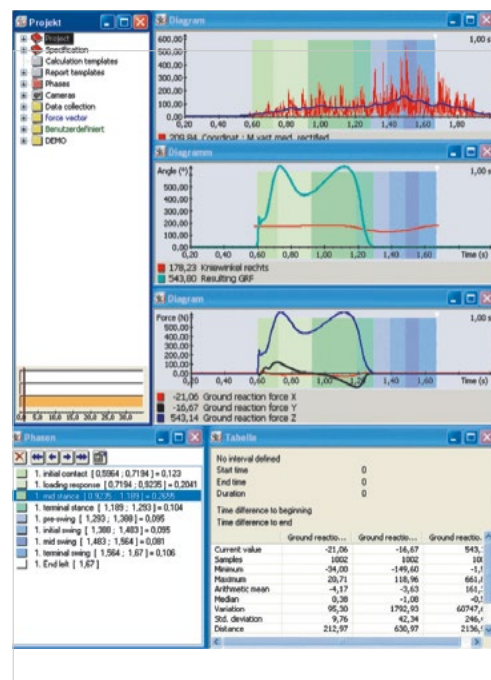 Projekt
Project
Specification
Calculation templates
Report templates
Phases
Cameras
Data collection
Force vector
Benutzerdefiniert
DEMO
0,0 5,0 10,0 15,0 20,0 25,0 30,0
Diagram
600,00
1,00 s
500,00
400,00
300,00
200,00
100,00
0,00
0,20 0,40 0,60 0,80 1,00 1,20 1,40 1,60 1,80
209,84 Coordinat.: M.vast med. rectified
Diagramm
Angle (°)
1,00 s
500,00
400,00
300,00
200,00
100,00
0,00
0,20 0,40 0,60 0,80 1,00 1,20 1,40 1,60 Time (s)
178,23 Kniewinkel rechts
543,80 Resulting GRF
Diagram
Force (N)
1,00 s
500,00
400,00
300,00
200,00
100,00
0,00
0,20 0,40 0,60 0,80 1,00 1,20 1,40 1,60 Time (s)
-21,06 Ground reaction force X
-16,67 Ground reaction force Y
543,14 Ground reaction force Z
Phasen
1. initial contact [ 0,5964 ; 0,7194 ] = 0,123
1. loading response [ 0,7194 ; 0,9235 ] = 0,2041
1. mid stance [ 0,9235 ; 1,189 ] = 0,2655
1. terminal stance [ 1,189 ; 1,293 ] = 0,104
1. pre-swing [ 1,293 ; 1,388 ] = 0,095
1. initial swing [ 1,388 ; 1,483 ] = 0,095
1. mid swing [ 1,483 ; 1,564 ] = 0,081
1. terminal swing [ 1,564 ; 1,67 ] = 0,106
1. End left [ 1,67 ]
Tabelle
No interval defined
Start time 0
End time 0
Duration 0
Time difference to beginning
Time difference to end
Ground reactio... Ground reactio... Ground reactio...
Current value -21,06 -16,67 543,
Samples 1002 1002 100
Minimum -34,00 -149,60 -1,
Maximum 20,71 118,96 661,
Arithmetic mean -4,17 -3,63 161,
Median 0,38 -1,08 -0,
Variation 95,30 1792,93 60747,
Std. deviation 9,76 42,34 246,
Distance 212,97 630,97 2136,